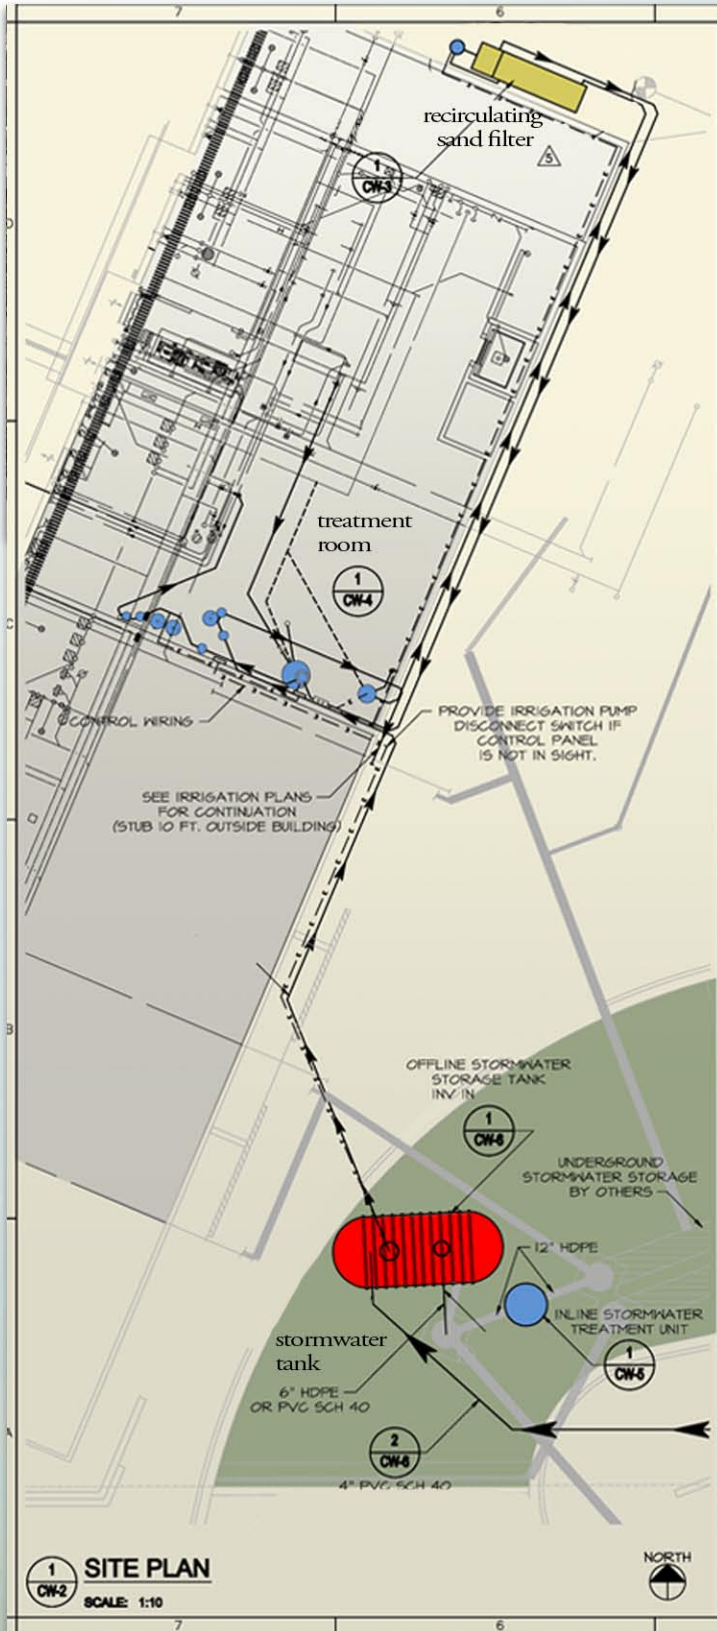 7
6
recirculating
sand filter
5
1
CW-3
D
treatment
room
1
CW-4
C
CONTROL WIRING
PROVIDE IRRIGATION PUMP
DISCONNECT SWITCH IF
CONTROL PANEL
IS NOT IN SIGHT.
SEE IRRIGATION PLANS
FOR CONTINUATION
(STUB 10 FT. OUTSIDE BUILDING)
B
OFFLINE STORMWATER
STORAGE TANK
INV IN
1
CW-6
UNDERGROUND
STORMWATER STORAGE
BY OTHERS
12" HDPE
INLINE STORMWATER
TREATMENT UNIT
1
CW-5
stormwater
tank
6" HDPE
OR PVC SCH 40
A
2
CW-6
4" PVC SCH 40
1
CW-2
SITE PLAN
SCALE: 1:10
NORTH
7
6